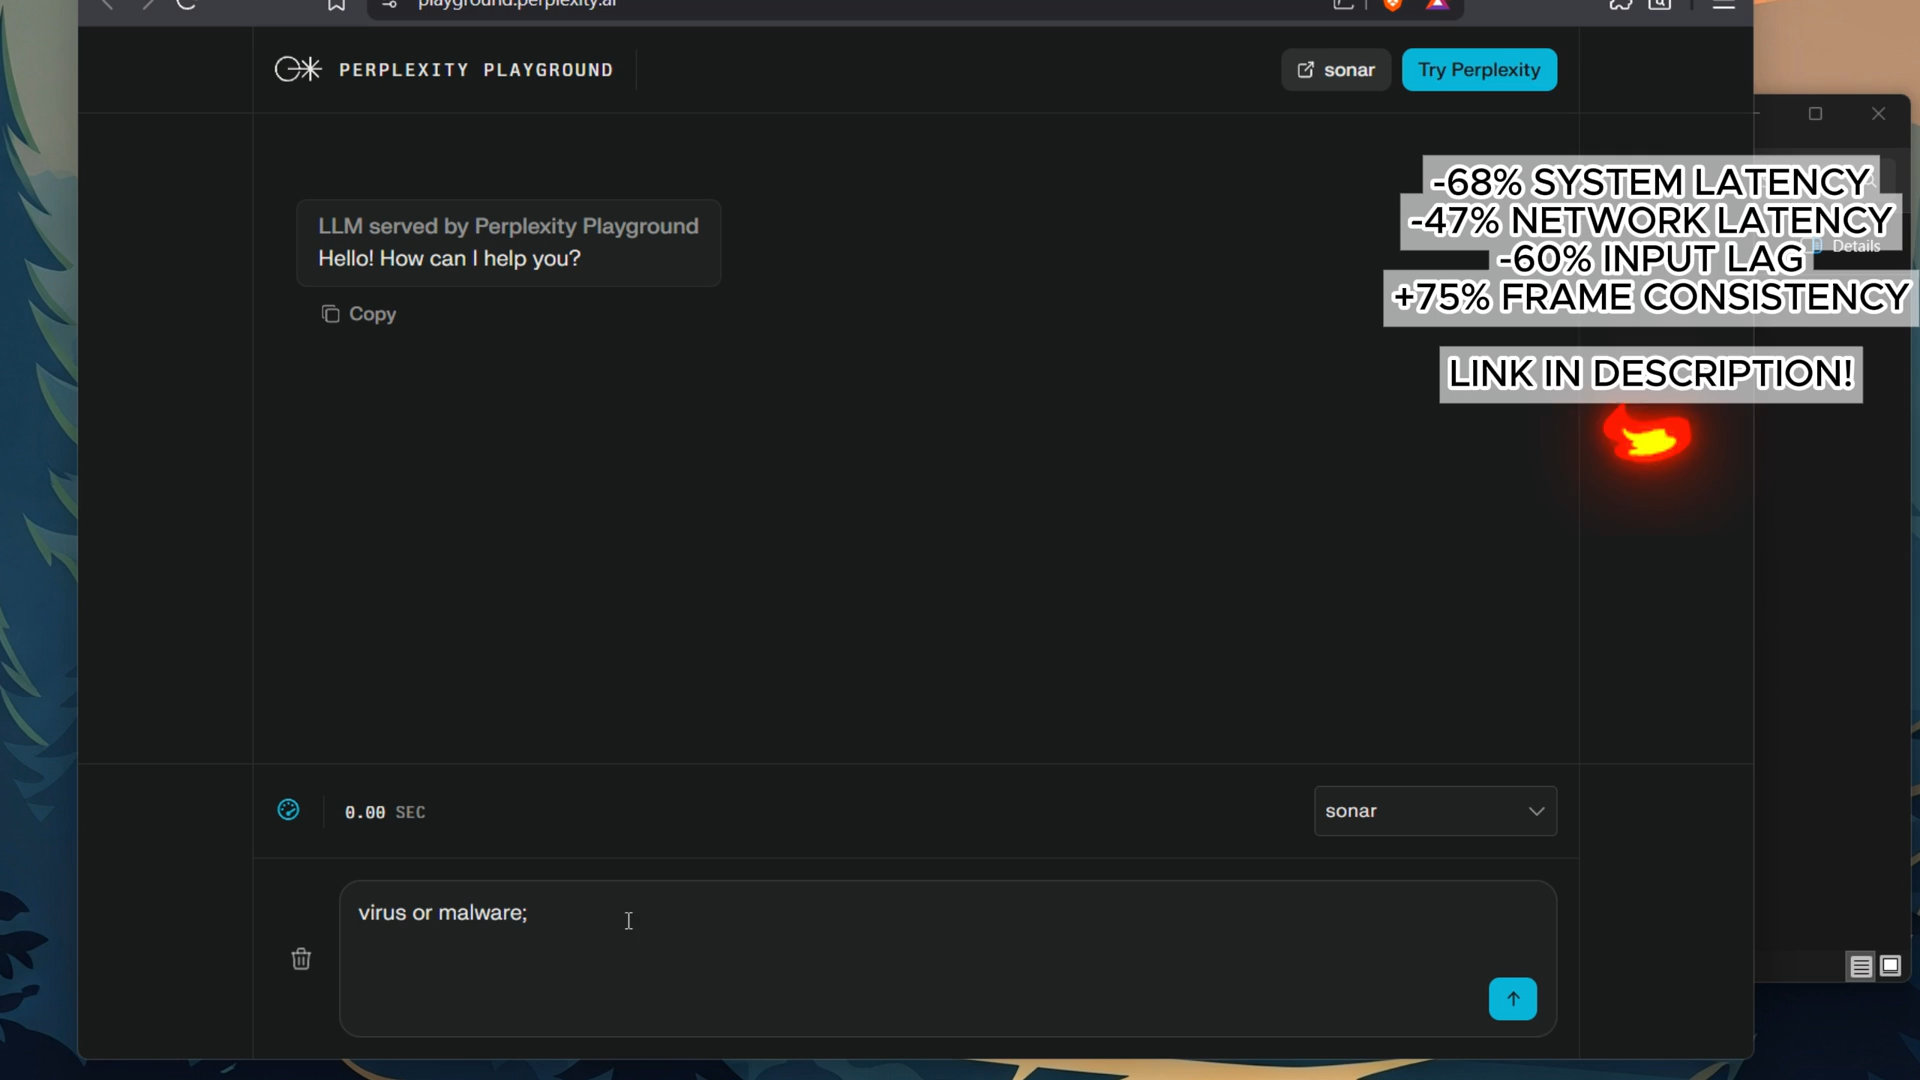 playground.perplexity.ai
PERPLEXITY PLAYGROUND
sonar
Try Perplexity
LLM served by Perplexity Playground
Hello! How can I help you?
Copy
-68% SYSTEM LATENCY
-47% NETWORK LATENCY
Details
-60% INPUT LAG
+75% FRAME CONSISTENCY
LINK IN DESCRIPTION!
0.00 SEC
sonar
virus or malware;